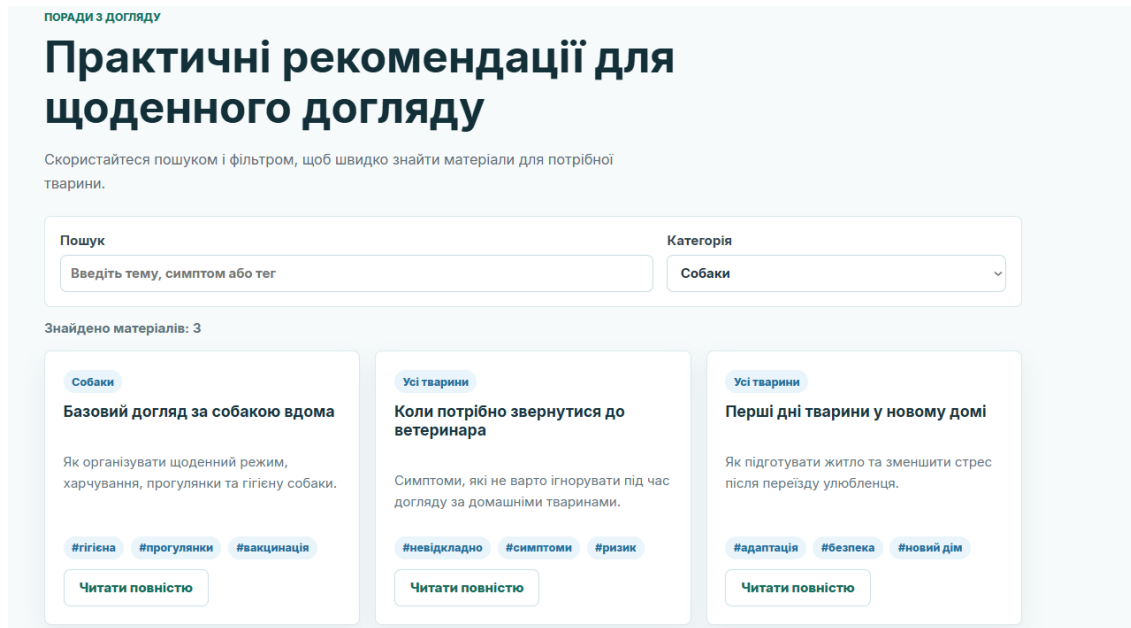 ПОРАДИ З ДОГЛЯДУ
Практичні рекомендації для
щоденного догляду
Скористайтеся пошуком і фільтром, щоб швидко знайти матеріали для потрібної
тварини.
Пошук
Введіть тему, симптом або тег
Категорія
Собаки
Знайдено матеріалів: 3
Собаки
Базовий догляд за собакою вдома
Як організувати щоденний режим,
харчування, прогулянки та гігієну собаки.
#гігієна #прогулянки #вакцинація
Читати повністю
Усі тварини
Коли потрібно звернутися до
ветеринара
Симптоми, які не варто ігнорувати під час
догляду за домашніми тваринами.
#невідкладно #симптоми #ризик
Читати повністю
Усі тварини
Перші дні тварини у новому домі
Як підготувати житло та зменшити стрес
після переїзду улюбленця.
#адаптація #безпека #новий дім
Читати повністю